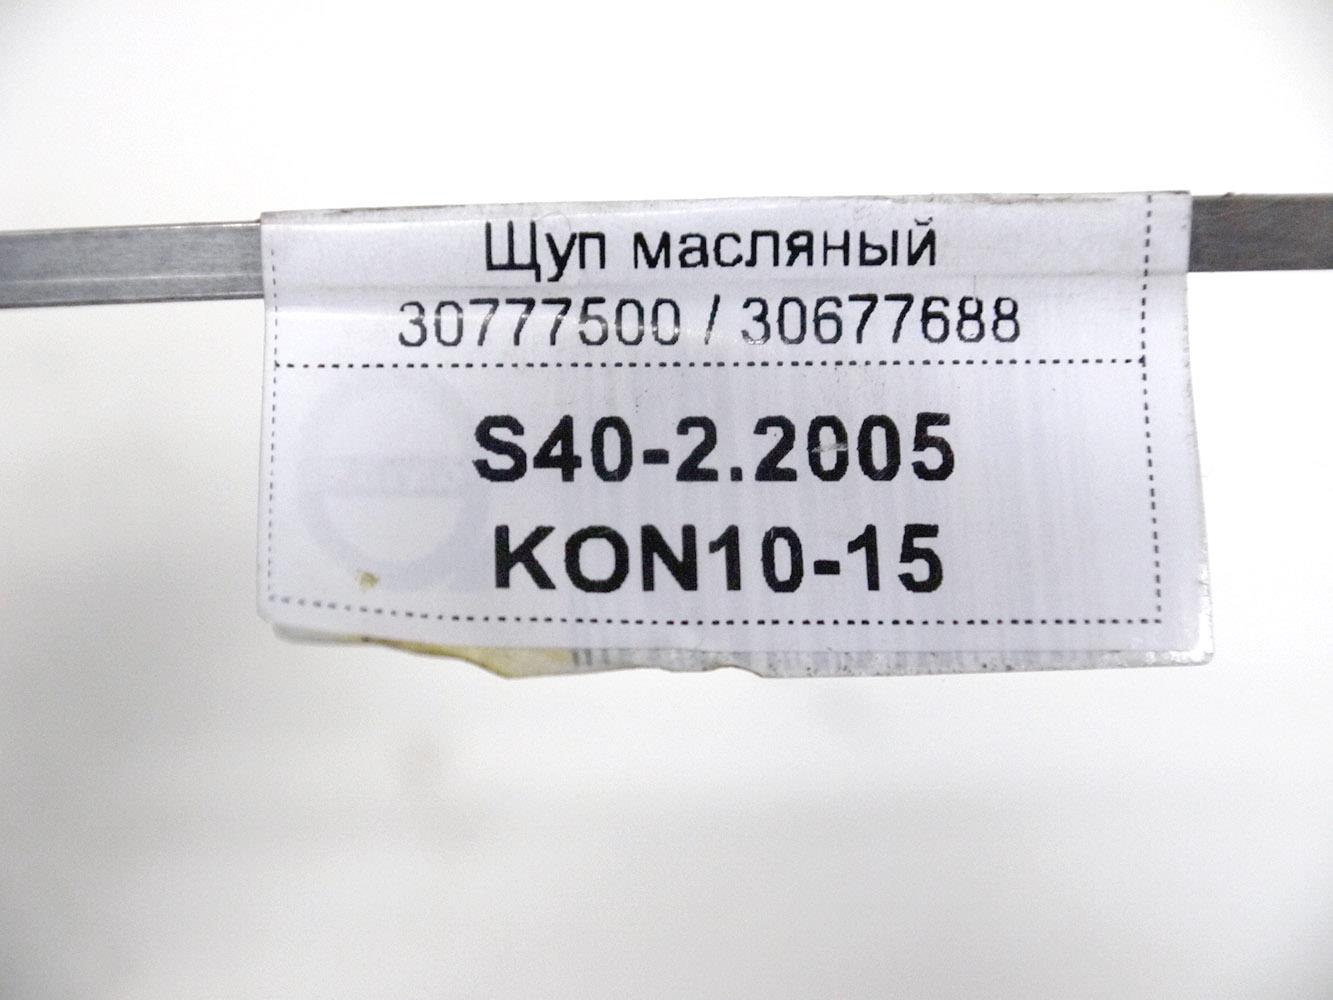 Щуп масляный
30777500 / 30677688
S40-2.2005
KON10-15